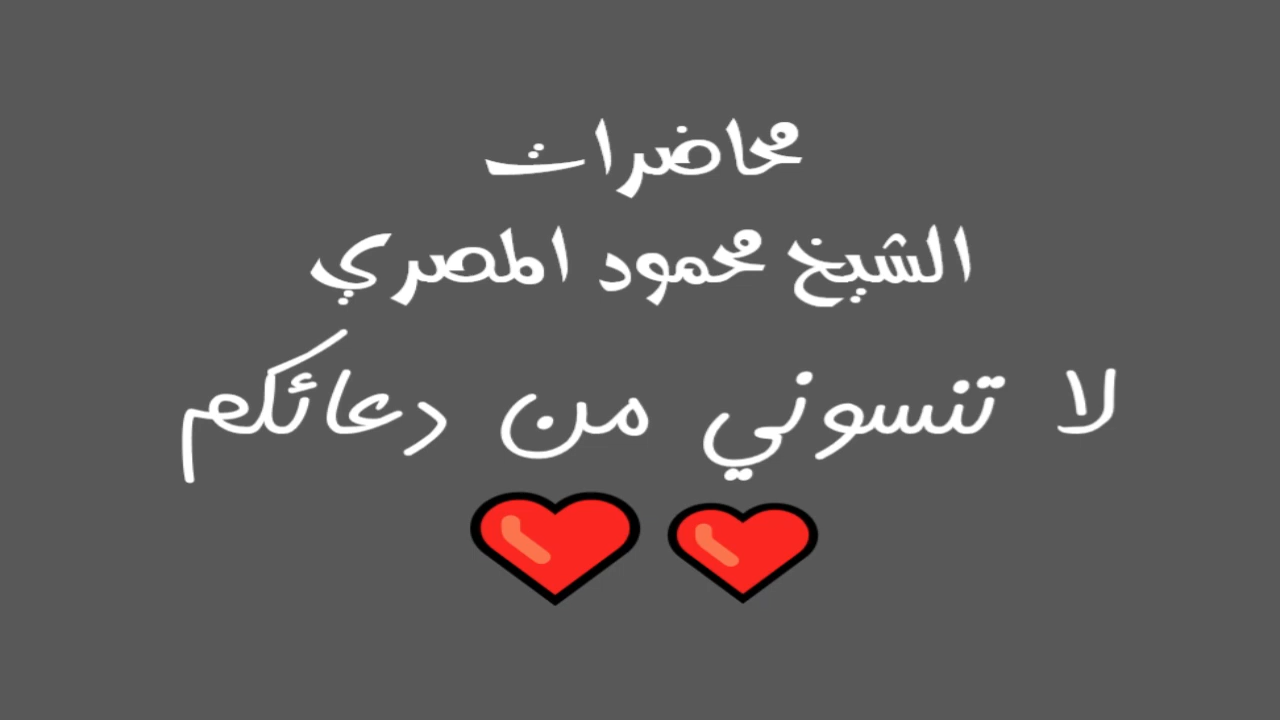 محاضرات
الشيخ محمود المصري
لا تنسوني من دعائكم